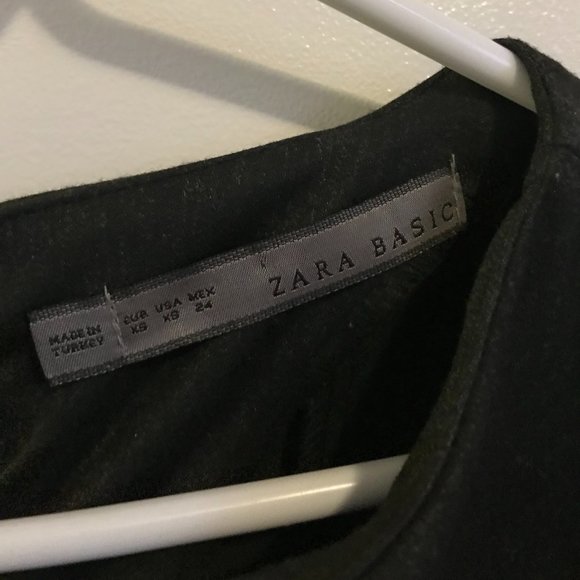 MADE IN
TURKEY
EUR USA MEX
XS XS 24
ZARA BASIC